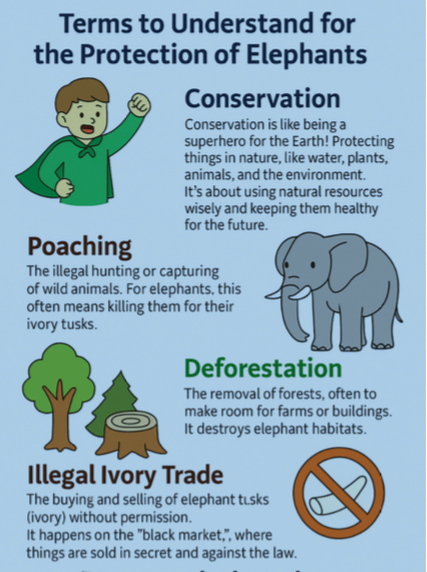 Terms to Understand for
the Protection of Elephants
Conservation
Conservation is like being a
superhero for the Earth! Protecting
things in nature, like water, plants,
animals, and the environment.
It's about using natural resources
wisely and keeping them healthy
for the future.
Poaching
The illegal hunting or capturing
of wild animals. For elephants, this
often means killing them for their
ivory tusks.
Deforestation
The removal of forests, often to
make room for farms or buildings.
It destroys elephant habitats.
Illegal Ivory Trade
The buying and selling of elephant tusks
(ivory) without permission.
It happens on the "black market,", where
things are sold in secret and against the law.